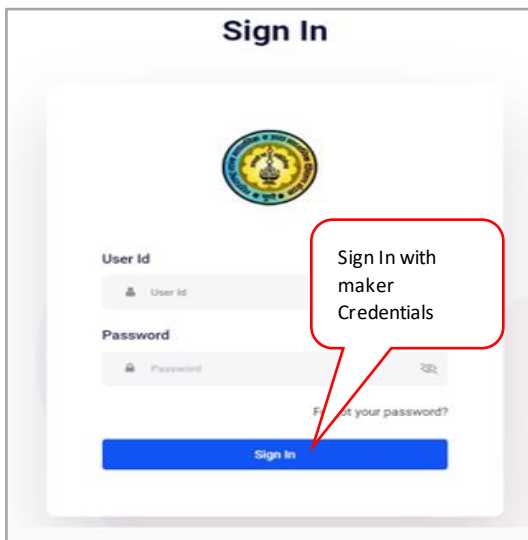 Sign In
User Id
User Id
Sign In with
maker
Credentials
Password
Password
your password?
Sign In